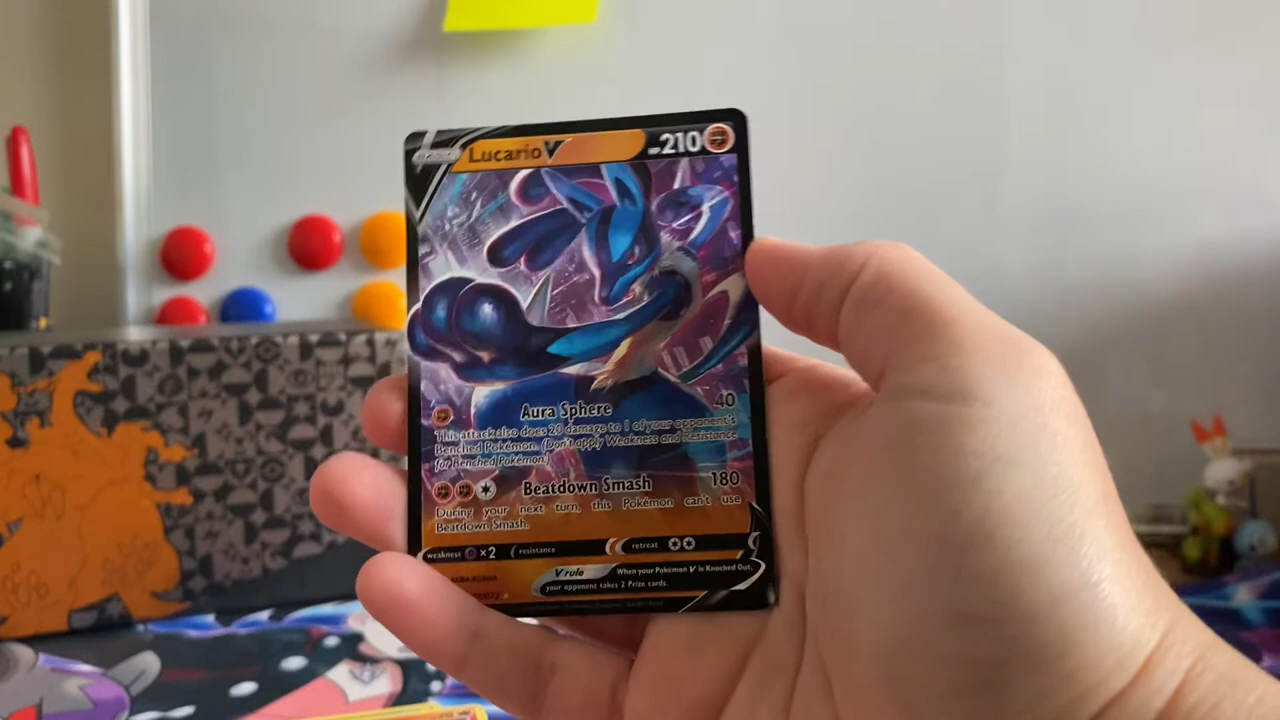 Lucario V 210
Aura Sphere 40
This attack also does 20 damage to 1 of your opponent's
Benched Pokémon. (Don't apply Weakness and Resistance
for Benched Pokémon.)
Beatdown Smash 180
During your next turn, this Pokémon can't use
Beatdown Smash.
weakness ×2 resistance retreat
V rule When your Pokémon V is Knocked Out,
your opponent takes 2 Prize cards.